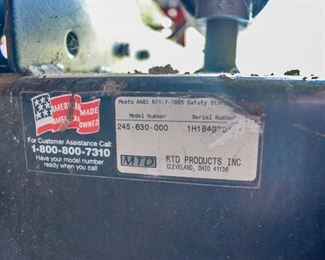 AMERICAN MADE
AMERICAN OWNED
For Customer Assistance Call:
1-800-800-7310
Have your model number
ready when you call
Meets ANSI B71.7-1985 Safety
Model Number Serial Number
245-630-000 1H184
MTD MTD PRODUCTS INC
CLEVELAND, OHIO 44136